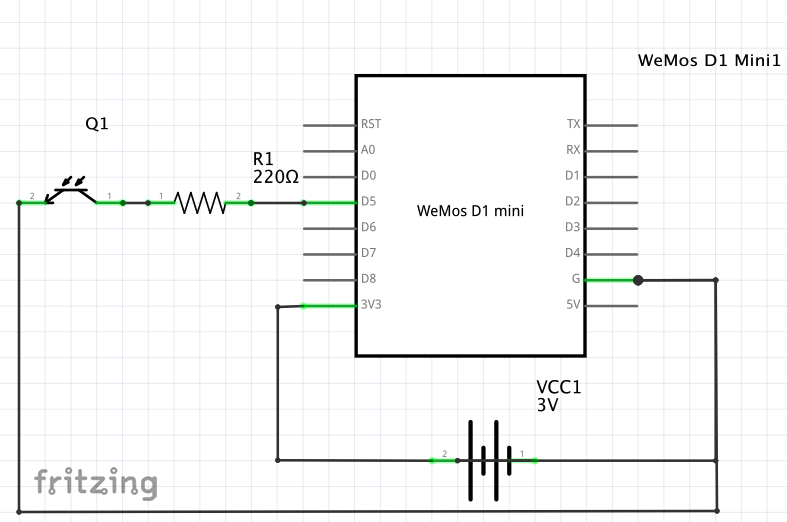 WeMos D1 Mini1
Q1
R1
220Ω
2
1
1
2
RST
A0
D0
D5
D6
D7
D8
3V3
WeMos D1 mini
TX
RX
D1
D2
D3
D4
G
5V
VCC1
3V
2
1
fritzing